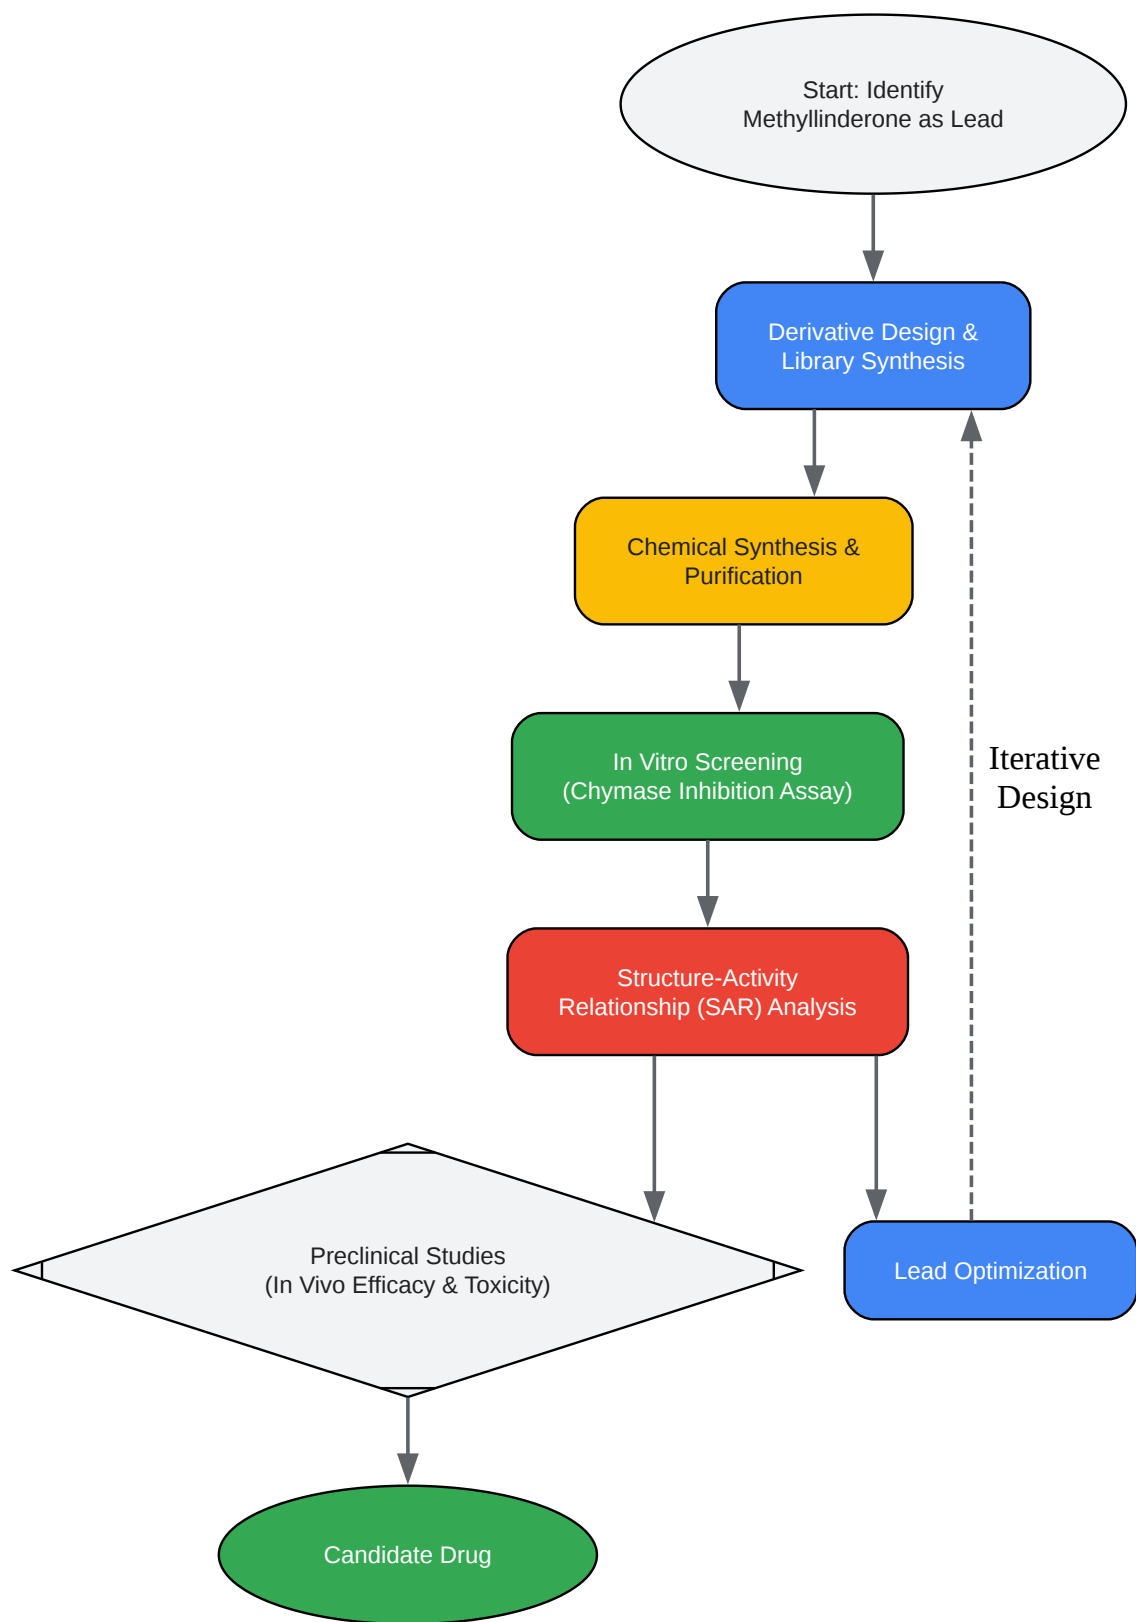 Start: Identify
Methyllinderone as Lead
Derivative Design &
Library Synthesis
Chemical Synthesis &
Purification
In Vitro Screening
(Chymase Inhibition Assay)
Iterative
Design
Structure-Activity
Relationship (SAR) Analysis
Preclinical Studies
(In Vivo Efficacy & Toxicity)
Lead Optimization
Candidate Drug